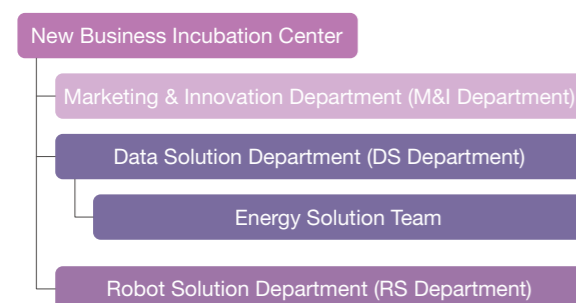 New Business Incubation Center
Marketing & Innovation Department (M&I Department)
Data Solution Department (DS Department)
Energy Solution Team
Robot Solution Department (RS Department)